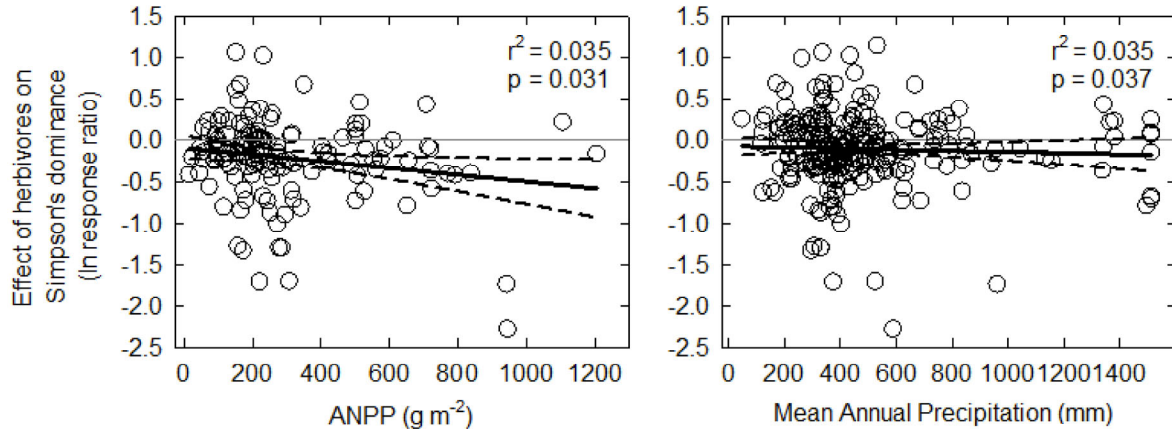 Effect of herbivores on
Simpson's dominance
(ln response ratio)
1.5
1.0
0.5
0.0
-0.5
-1.0
-1.5
-2.0
-2.5
r² = 0.035
p = 0.031
0 200 400 600 800 1000 1200
ANPP (g m⁻²)
1.5
1.0
0.5
0.0
-0.5
-1.0
-1.5
-2.0
-2.5
r² = 0.035
p = 0.037
0 200 400 600 800 1000 1200 1400
Mean Annual Precipitation (mm)